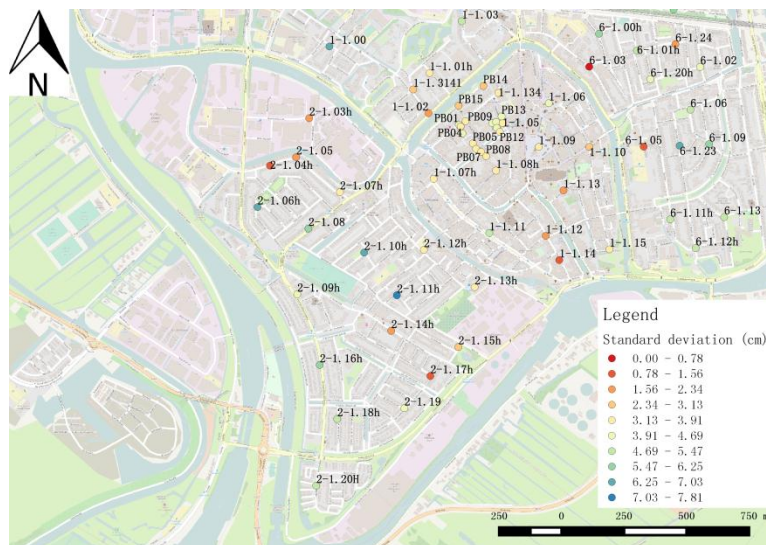 1-1.03
6-1.00h
6-1.24
1-1.00
6-1.01h
6-1.03
6-1.02
1-1.01h
6-1.20h
N
PB14
1-1.3141
1-1.134
PB15
1-1.06
6-1.06
2-1.03h
1-1.02
PB13
PB01
PB09
1-1.05
PB04
PB05
PB12
6-1.05
6-1.09
1-1.09
1-1.10
6-1.23
2-1.05
PB08
PB07
2-1.04h
1-1.08h
1-1.07h
2-1.07h
1-1.13
2-1.06h
6-1.11h
6-1.13
2-1.08
1-1.11
1-1.12
2-1.10h
2-1.12h
1-1.15
6-1.12h
1-1.14
2-1.13h
2-1.09h
2-1.11h
2-1.14h
2-1.15h
2-1.16h
2-1.17h
2-1.19
2-1.18h
2-1.20H
Legend
Standard deviation (cm)
0.00 - 0.78
0.78 - 1.56
1.56 - 2.34
2.34 - 3.13
3.13 - 3.91
3.91 - 4.69
4.69 - 5.47
5.47 - 6.25
6.25 - 7.03
7.03 - 7.81
250 0 250 500 750 m